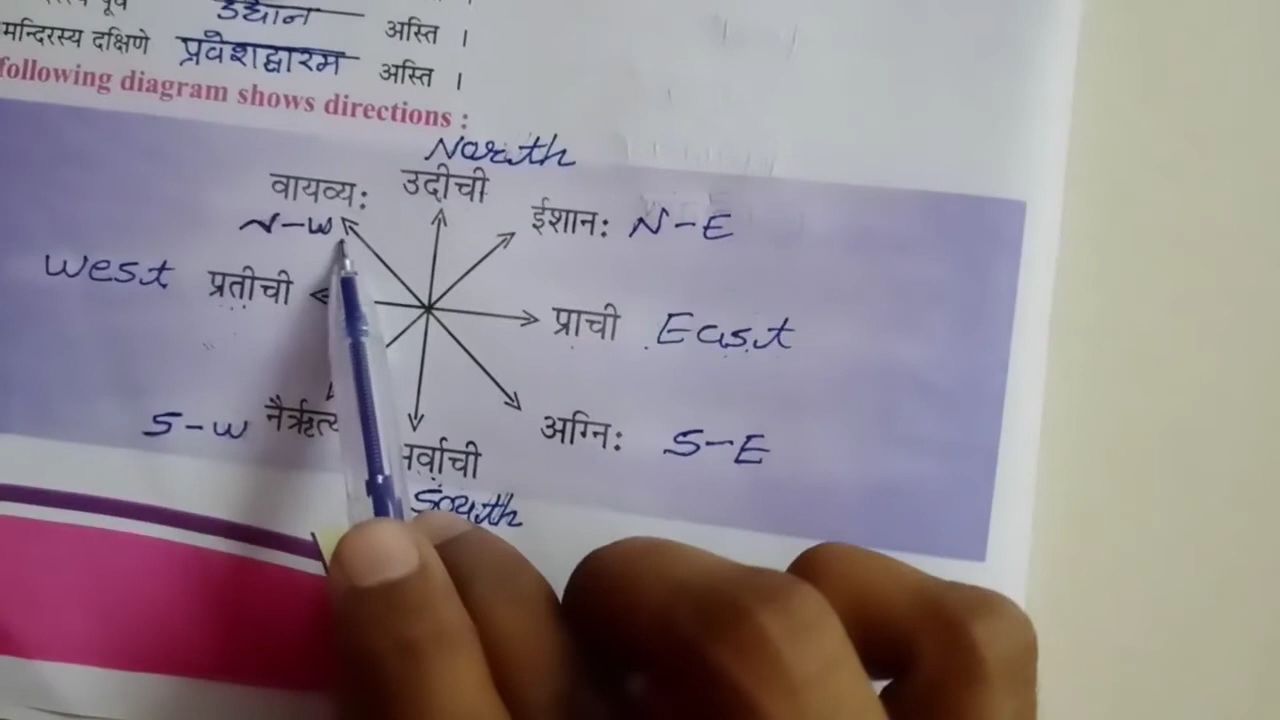 उद्यान अस्ति ।
मन्दिरस्य दक्षिणे प्रवेशद्वारम अस्ति ।
following diagram shows directions :
North
वायव्यः उदीची
N-W ईशानः N-E
West प्रतीची
प्राची East
S-W नैर्ऋत्य अग्निः S-E
र्वाची
South